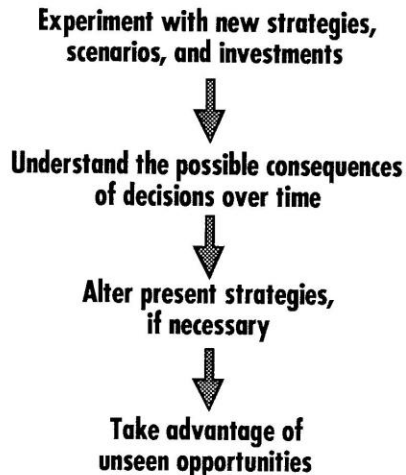 Experiment with new strategies,
scenarios, and investments
Understand the possible consequences
of decisions over time
Alter present strategies,
if necessary
Take advantage of
unseen opportunities